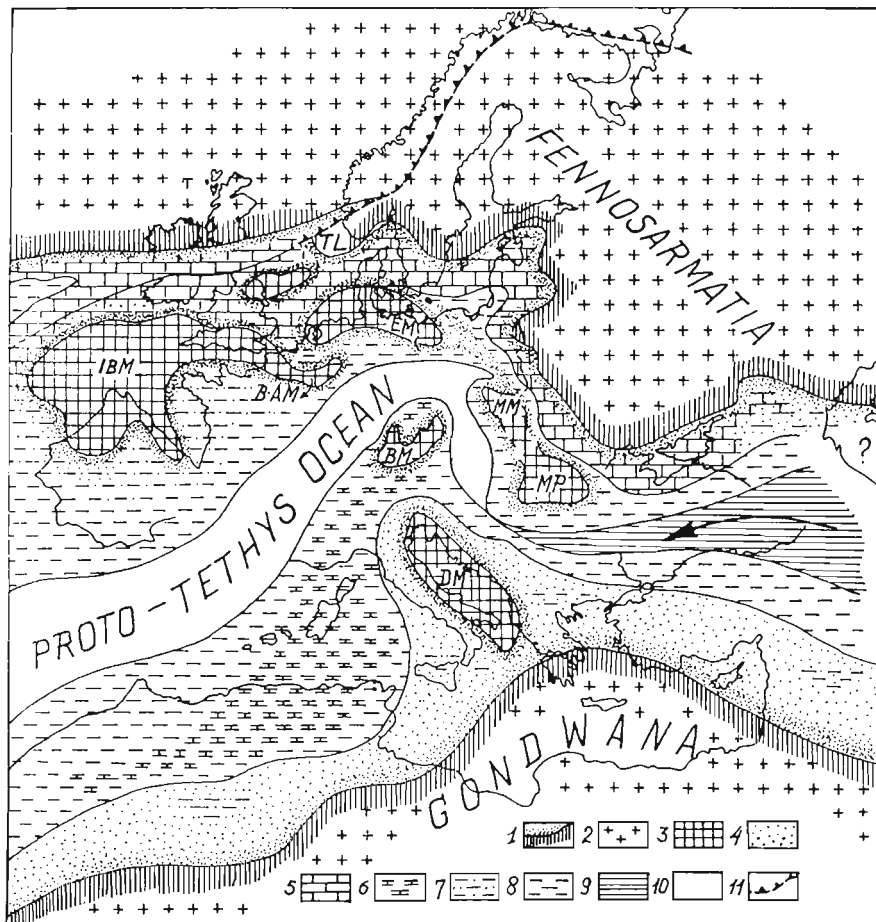 FENNOSARMATIA
TL
EM
IBM
BAM
MM
BM
MP
?
PROTO-TETHYS OCEAN
DM
GONDWANA
1 2 3 4
5 6 7 8 9 10 11